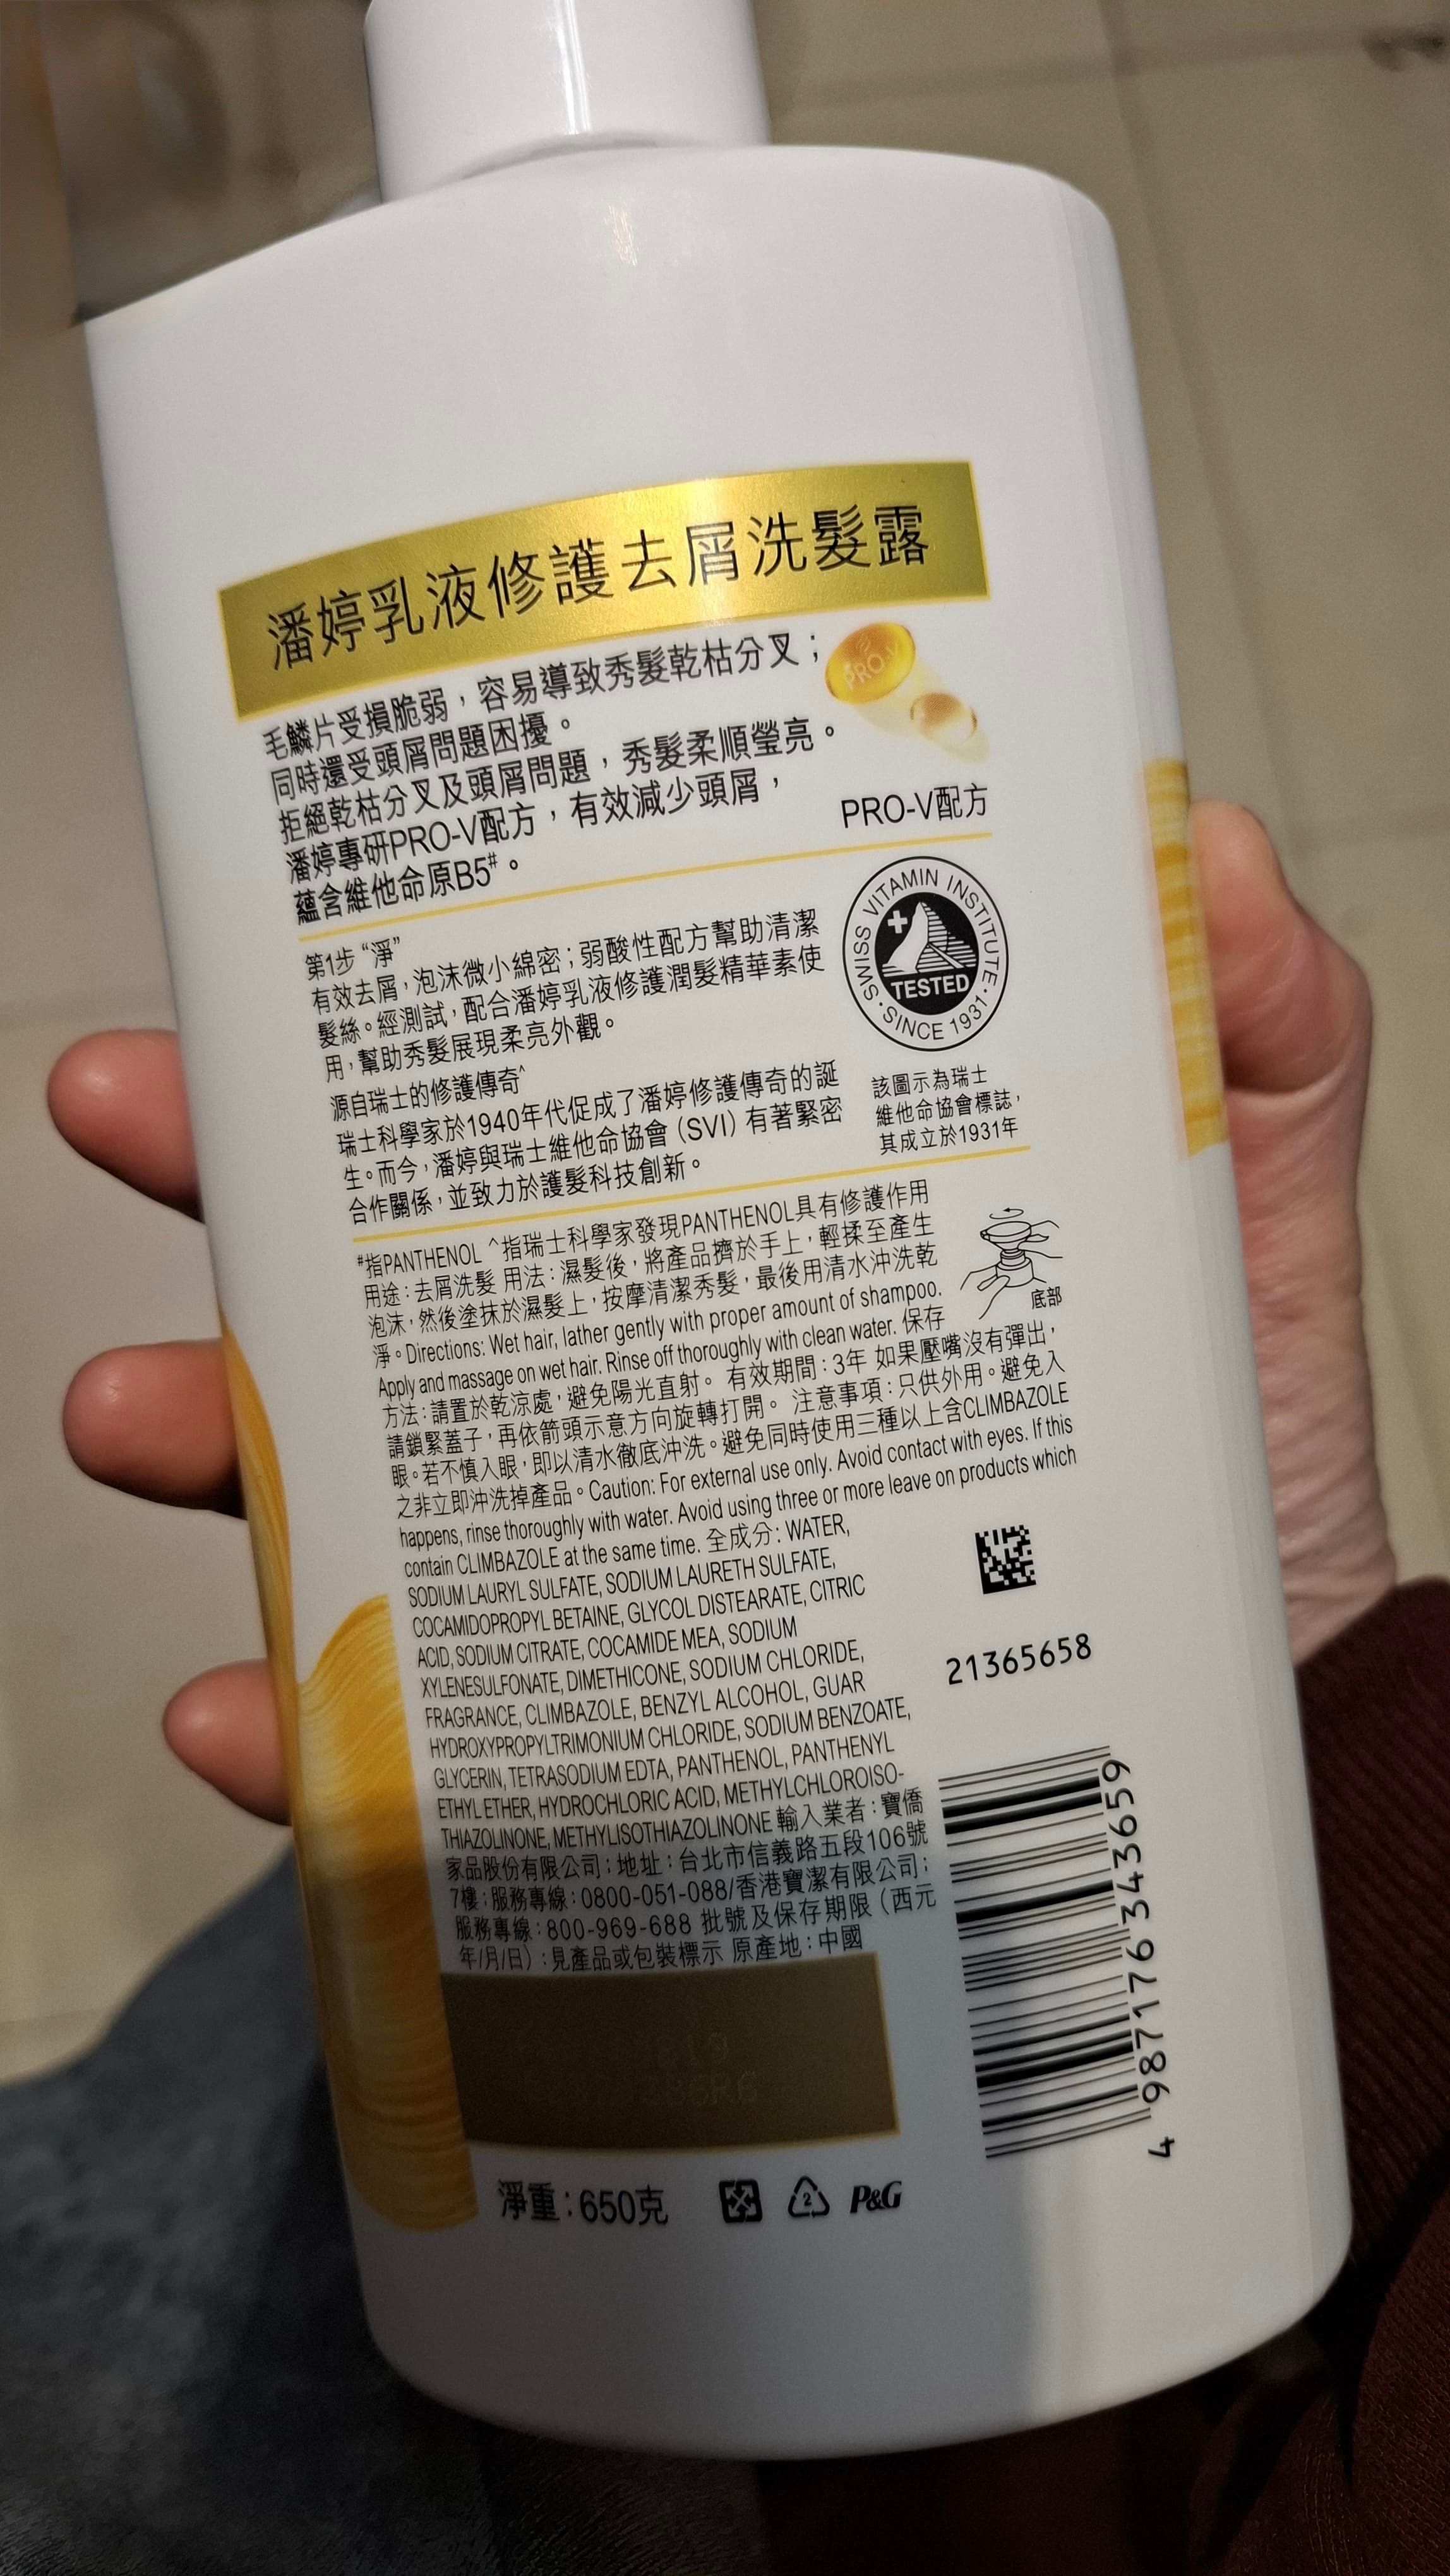 潘婷乳液修護去屑洗髮露
毛鱗片受損脆弱，容易導致秀髮乾枯分叉；
同時還受頭屑問題困擾。
拒絕乾枯分叉及頭屑問題，秀髮柔順瑩亮。
潘婷專研PRO-V配方，有效減少頭屑，
蘊含維他命原B5#。
PRO-V
PRO-V配方
第1步“淨”
有效去屑，泡沫微小綿密；弱酸性配方幫助清潔
髮絲。經測試，配合潘婷乳液修護潤髮精華素使
用，幫助秀髮展現柔亮外觀。
源自瑞士的修護傳奇^
瑞士科學家於1940年代促成了潘婷修護傳奇的誕
生。而今，潘婷與瑞士維他命協會（SVI）有著緊密
合作關係，並致力於護髮科技創新。
SWISS VITAMIN INSTITUTE
TESTED
SINCE 1931
該圖示為瑞士
維他命協會標誌，
其成立於1931年
#指PANTHENOL ^指瑞士科學家發現PANTHENOL具有修護作用
用途：去屑洗髮 用法：濕髮後，將產品擠於手上，輕揉至產生
泡沫，然後塗抹於濕髮上，按摩清潔秀髮，最後用清水沖洗乾
淨。Directions: Wet hair, lather gently with proper amount of shampoo.
Apply and massage on wet hair. Rinse off thoroughly with clean water. 保存
方法：請置於乾涼處，避免陽光直射。 有效期間：3年 如果壓嘴沒有彈出，
請鎖緊蓋子，再依箭頭示意方向旋轉打開。 注意事項：只供外用。避免入
眼。若不慎入眼，即以清水徹底沖洗。避免同時使用三種以上含CLIMBAZOLE
之非立即沖洗掉產品。Caution: For external use only. Avoid contact with eyes. If this
happens, rinse thoroughly with water. Avoid using three or more leave on products which
contain CLIMBAZOLE at the same time. 全成分：WATER,
SODIUM LAURYL SULFATE, SODIUM LAURETH SULFATE,
COCAMIDOPROPYL BETAINE, GLYCOL DISTEARATE, CITRIC
ACID, SODIUM CITRATE, COCAMIDE MEA, SODIUM
XYLENESULFONATE, DIMETHICONE, SODIUM CHLORIDE,
FRAGRANCE, CLIMBAZOLE, BENZYL ALCOHOL, GUAR
HYDROXYPROPYLTRIMONIUM CHLORIDE, SODIUM BENZOATE,
GLYCERIN, TETRASODIUM EDTA, PANTHENOL, PANTHENYL
ETHYL ETHER, HYDROCHLORIC ACID, METHYLCHLOROISO-
THIAZOLINONE, METHYLISOTHIAZOLINONE 輸入業者：寶僑
家品股份有限公司；地址：台北市信義路五段106號
7樓；服務專線：0800-051-088/香港寶潔有限公司；
服務專線：800-969-688 批號及保存期限（西元
年/月/日）：見產品或包裝標示 原產地：中國
底部
21365658
4 987176 343659
淨重：650克
2
P&G